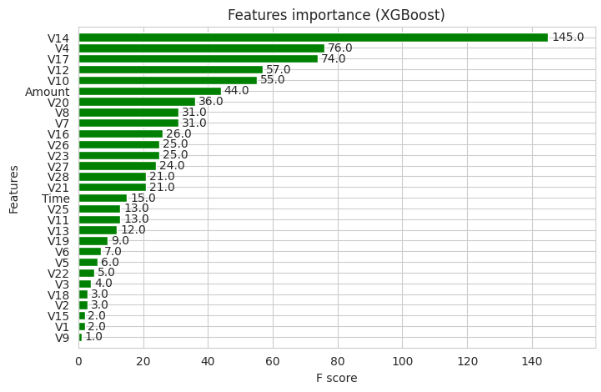 Features importance (XGBoost)
V14 145.0
V4 76.0
V17 74.0
V12 57.0
V10 55.0
Amount 44.0
V20 36.0
V8 31.0
V7 31.0
V16 26.0
V26 25.0
V23 25.0
V27 24.0
V28 21.0
V21 21.0
Time 15.0
V25 13.0
V11 13.0
V13 12.0
V19 9.0
V6 7.0
V5 6.0
V22 5.0
V3 4.0
V18 3.0
V2 3.0
V15 2.0
V1 2.0
V9 1.0
Features
0 20 40 60 80 100 120 140
F score